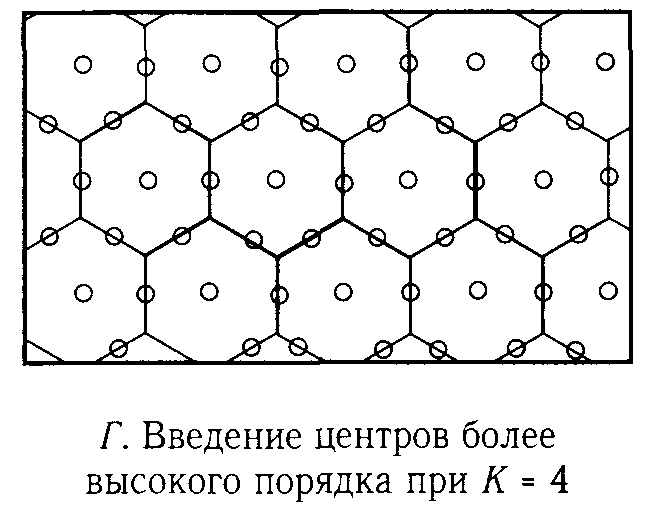 Г. Введение центров более
высокого порядка при K = 4